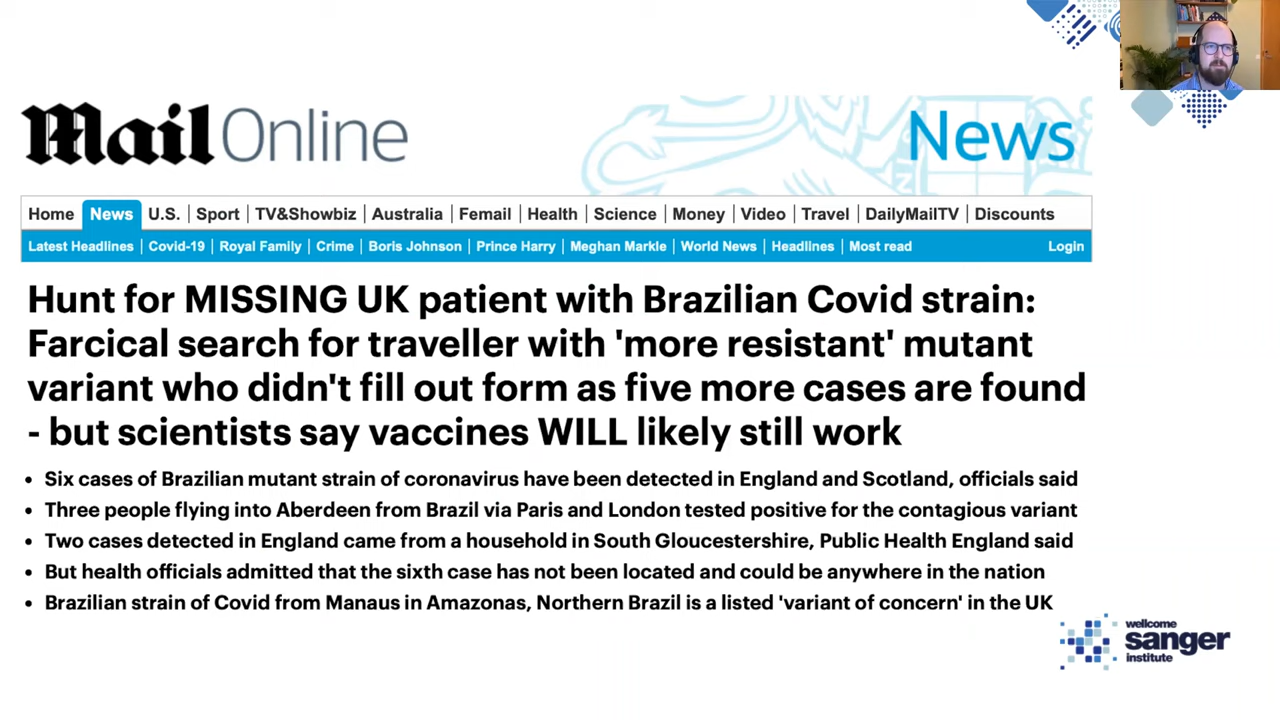 Mail Online
News
Home News U.S. Sport TV&Showbiz Australia Femail Health Science Money Video Travel DailyMailTV Discounts
Latest Headlines Covid-19 Royal Family Crime Boris Johnson Prince Harry Meghan Markle World News Headlines Most read Login
Hunt for MISSING UK patient with Brazilian Covid strain:
Farcical search for traveller with 'more resistant' mutant
variant who didn't fill out form as five more cases are found
- but scientists say vaccines WILL likely still work
• Six cases of Brazilian mutant strain of coronavirus have been detected in England and Scotland, officials said
• Three people flying into Aberdeen from Brazil via Paris and London tested positive for the contagious variant
• Two cases detected in England came from a household in South Gloucestershire, Public Health England said
• But health officials admitted that the sixth case has not been located and could be anywhere in the nation
• Brazilian strain of Covid from Manaus in Amazonas, Northern Brazil is a listed 'variant of concern' in the UK
wellcome
sanger
institute